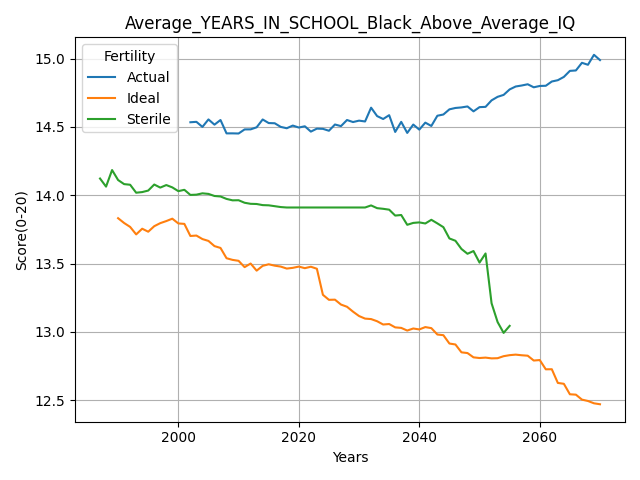 Average_YEARS_IN_SCHOOL_Black_Above_Average_IQ
Fertility
Actual
Ideal
Sterile
Score(0-20)
15.0
14.5
14.0
13.5
13.0
12.5
2000
2020
2040
2060
Years